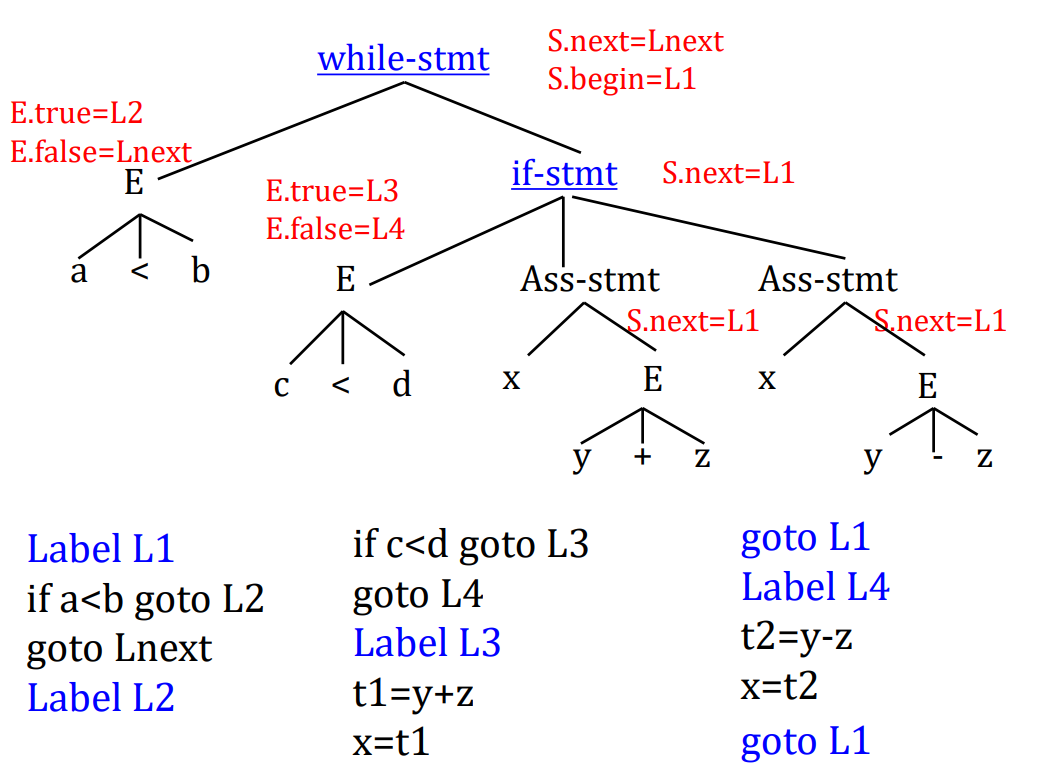 while-stmt
S.next=Lnext
S.begin=L1
E.true=L2
E.false=Lnext
E
a < b
if-stmt
S.next=L1
E.true=L3
E.false=L4
E
c < d
Ass-stmt
S.next=L1
x
E
y + z
Ass-stmt
S.next=L1
x
E
y - z
Label L1
if a<b goto L2
goto Lnext
Label L2
if c<d goto L3
goto L4
Label L3
t1=y+z
x=t1
goto L1
Label L4
t2=y-z
x=t2
goto L1